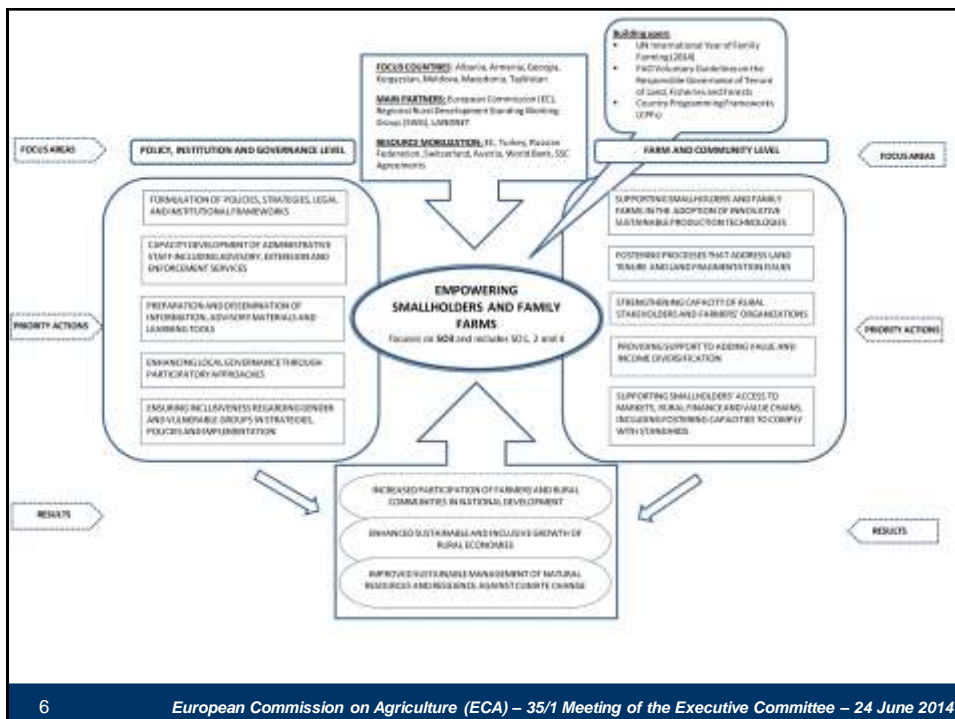 FOCUS COUNTRIES: Albania, Armenia, Georgia,
Kyrgyzstan, Moldova, Macedonia, Tajikistan
MAIN PARTNERS: European Commission (EC),
Regional Rural Development Standing Working
Group (SWG), LANDNET
RESOURCE MOBILIZATION: EC, Turkey, Russian
Federation, Switzerland, Austria, World Bank, SSC
Agreements
Building upon:
• UN International Year of Family
Farming (2014)
• FAO Voluntary Guidelines on the
Responsible Governance of Tenure
of Land, Fisheries and Forests
• Country Programming Frameworks
(CPFs)
FOCUS AREAS
POLICY, INSTITUTION AND GOVERNANCE LEVEL
FARM AND COMMUNITY LEVEL
FOCUS AREAS
FORMULATION OF POLICIES, STRATEGIES, LEGAL
AND INSTITUTIONAL FRAMEWORKS
CAPACITY DEVELOPMENT OF ADMINISTRATIVE
STAFF INCLUDING ADVISORY, EXTENSION AND
ENFORCEMENT SERVICES
PREPARATION AND DISSEMINATION OF
INFORMATION, ADVISORY MATERIALS AND
LEARNING TOOLS
ENHANCING LOCAL GOVERNANCE THROUGH
PARTICIPATORY APPROACHES
ENSURING INCLUSIVENESS REGARDING GENDER
AND VULNERABLE GROUPS IN STRATEGIES,
POLICIES AND IMPLEMENTATION
PRIORITY ACTIONS
EMPOWERING
SMALLHOLDERS AND FAMILY
FARMS
Focuses on SO3 and includes SO1, 2 and 4
SUPPORTING SMALLHOLDERS AND FAMILY
FARMS IN THE ADOPTION OF INNOVATIVE
SUSTAINABLE PRODUCTION TECHNOLOGIES
FOSTERING PROCESSES THAT ADDRESS LAND
TENURE AND LAND FRAGMENTATION ISSUES
STRENGTHENING CAPACITY OF RURAL
STAKEHOLDERS AND FARMERS' ORGANIZATIONS
PROVIDING SUPPORT TO ADDING VALUE AND
INCOME DIVERSIFICATION
SUPPORTING SMALLHOLDERS' ACCESS TO
MARKETS, RURAL FINANCE AND VALUE CHAINS,
INCLUDING FOSTERING CAPACITIES TO COMPLY
WITH STANDARDS
PRIORITY ACTIONS
RESULTS
INCREASED PARTICIPATION OF FARMERS AND RURAL
COMMUNITIES IN NATIONAL DEVELOPMENT
ENHANCED SUSTAINABLE AND INCLUSIVE GROWTH OF
RURAL ECONOMIES
IMPROVED SUSTAINABLE MANAGEMENT OF NATURAL
RESOURCES AND RESILIENCE AGAINST CLIMATE CHANGE
RESULTS
6
European Commission on Agriculture (ECA) – 35/1 Meeting of the Executive Committee – 24 June 2014